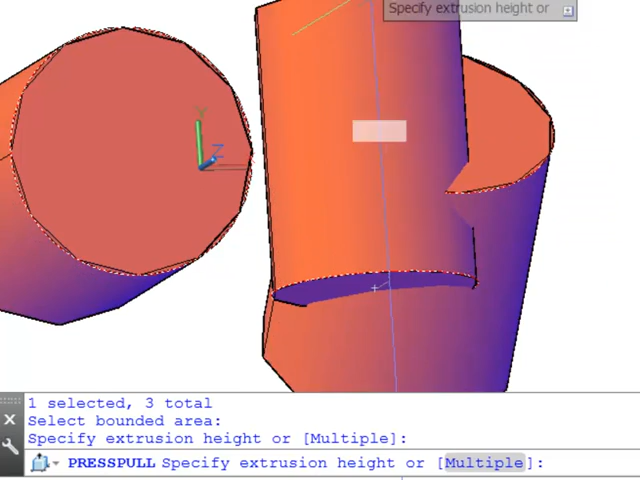 Specify extrusion height or
Y
Z
1 selected, 3 total
Select bounded area:
Specify extrusion height or [Multiple]:
PRESSPULL Specify extrusion height or [Multiple]: